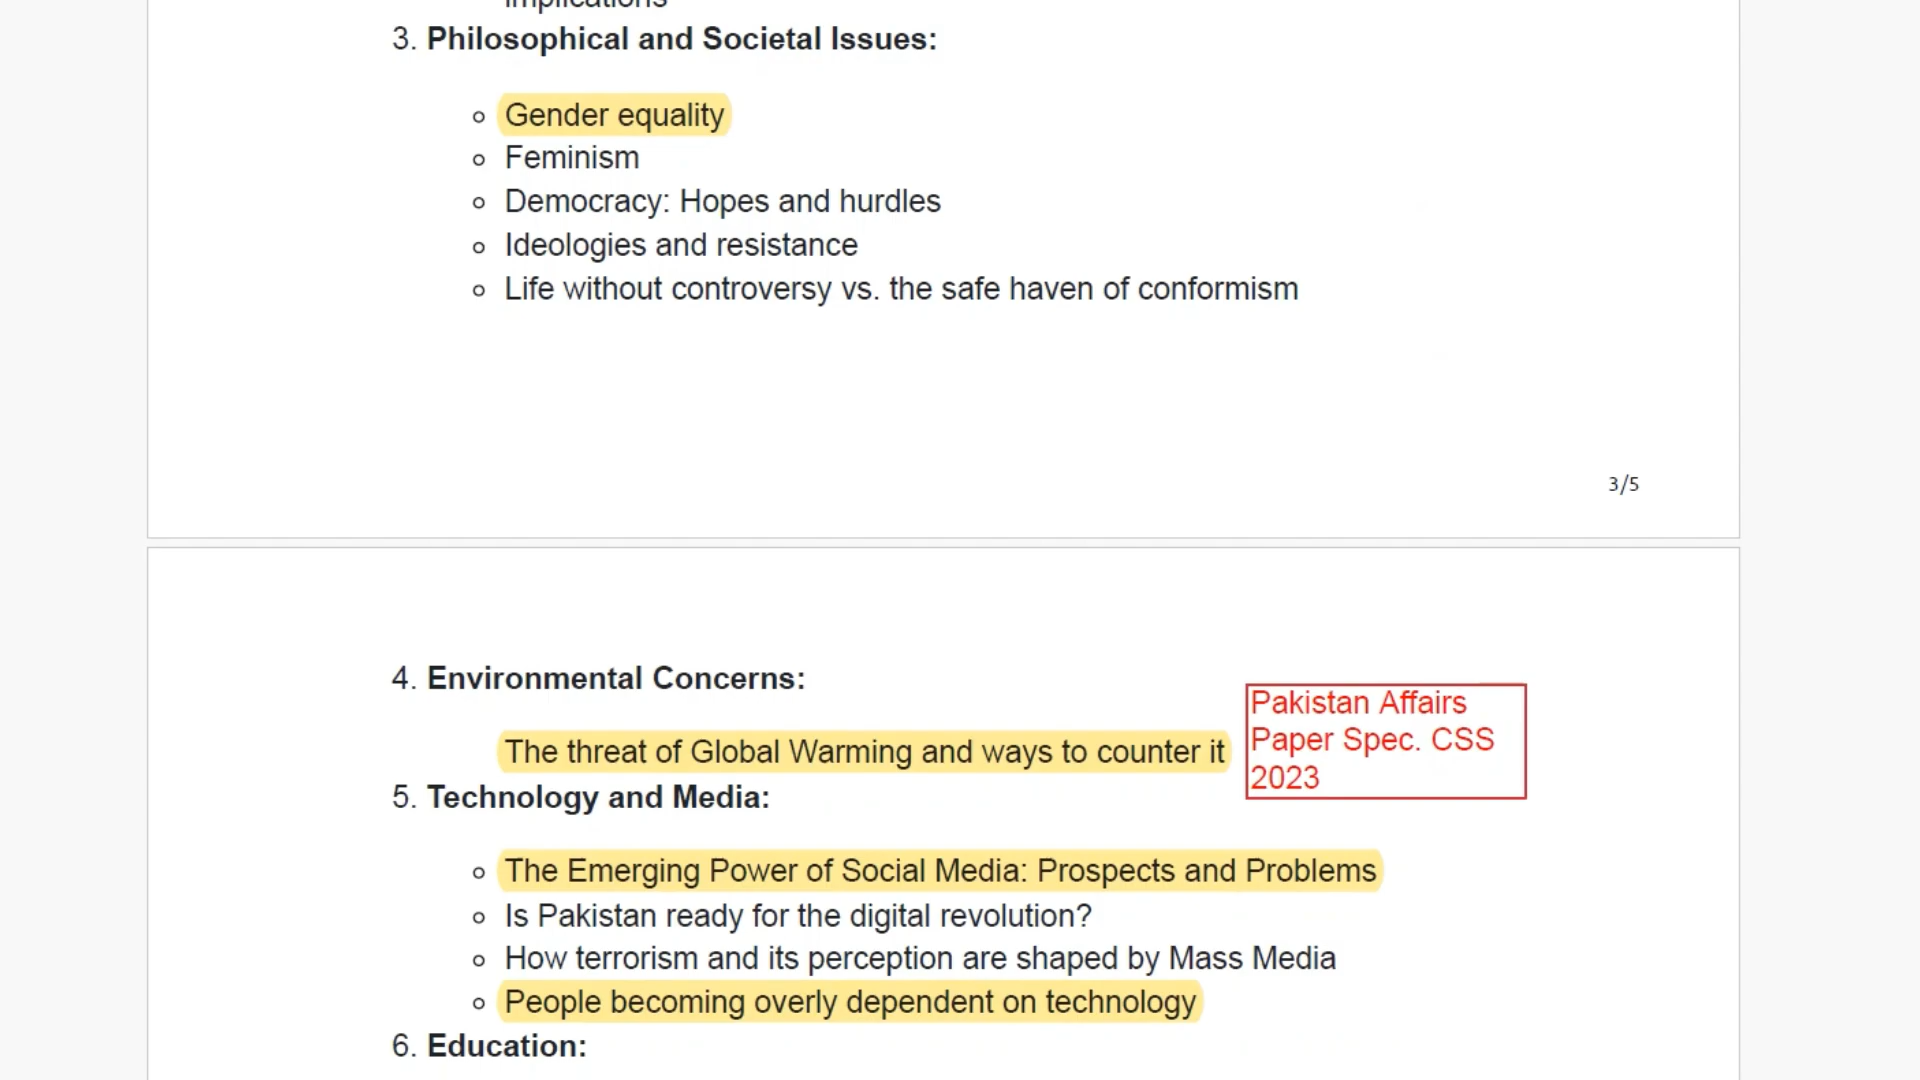 implications
3. Philosophical and Societal Issues:
Gender equality
Feminism
Democracy: Hopes and hurdles
Ideologies and resistance
Life without controversy vs. the safe haven of conformism
3/5
4. Environmental Concerns:
The threat of Global Warming and ways to counter it
Pakistan Affairs
Paper Spec. CSS
2023
5. Technology and Media:
The Emerging Power of Social Media: Prospects and Problems
Is Pakistan ready for the digital revolution?
How terrorism and its perception are shaped by Mass Media
People becoming overly dependent on technology
6. Education: